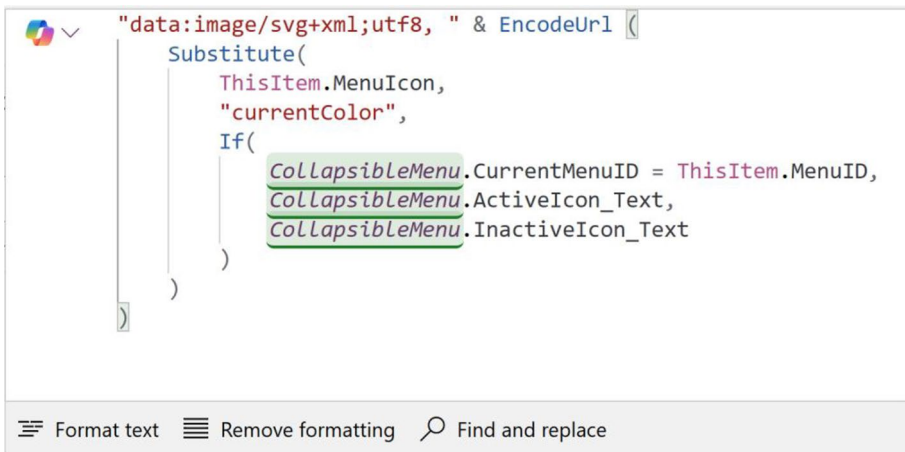 "data:image/svg+xml;utf8, " & EncodeUrl (
Substitute(
ThisItem.MenuIcon,
"currentColor",
If(
CollapsibleMenu.CurrentMenuID = ThisItem.MenuID,
CollapsibleMenu.ActiveIcon_Text,
CollapsibleMenu.InactiveIcon_Text
)
)
)
Format text Remove formatting Find and replace